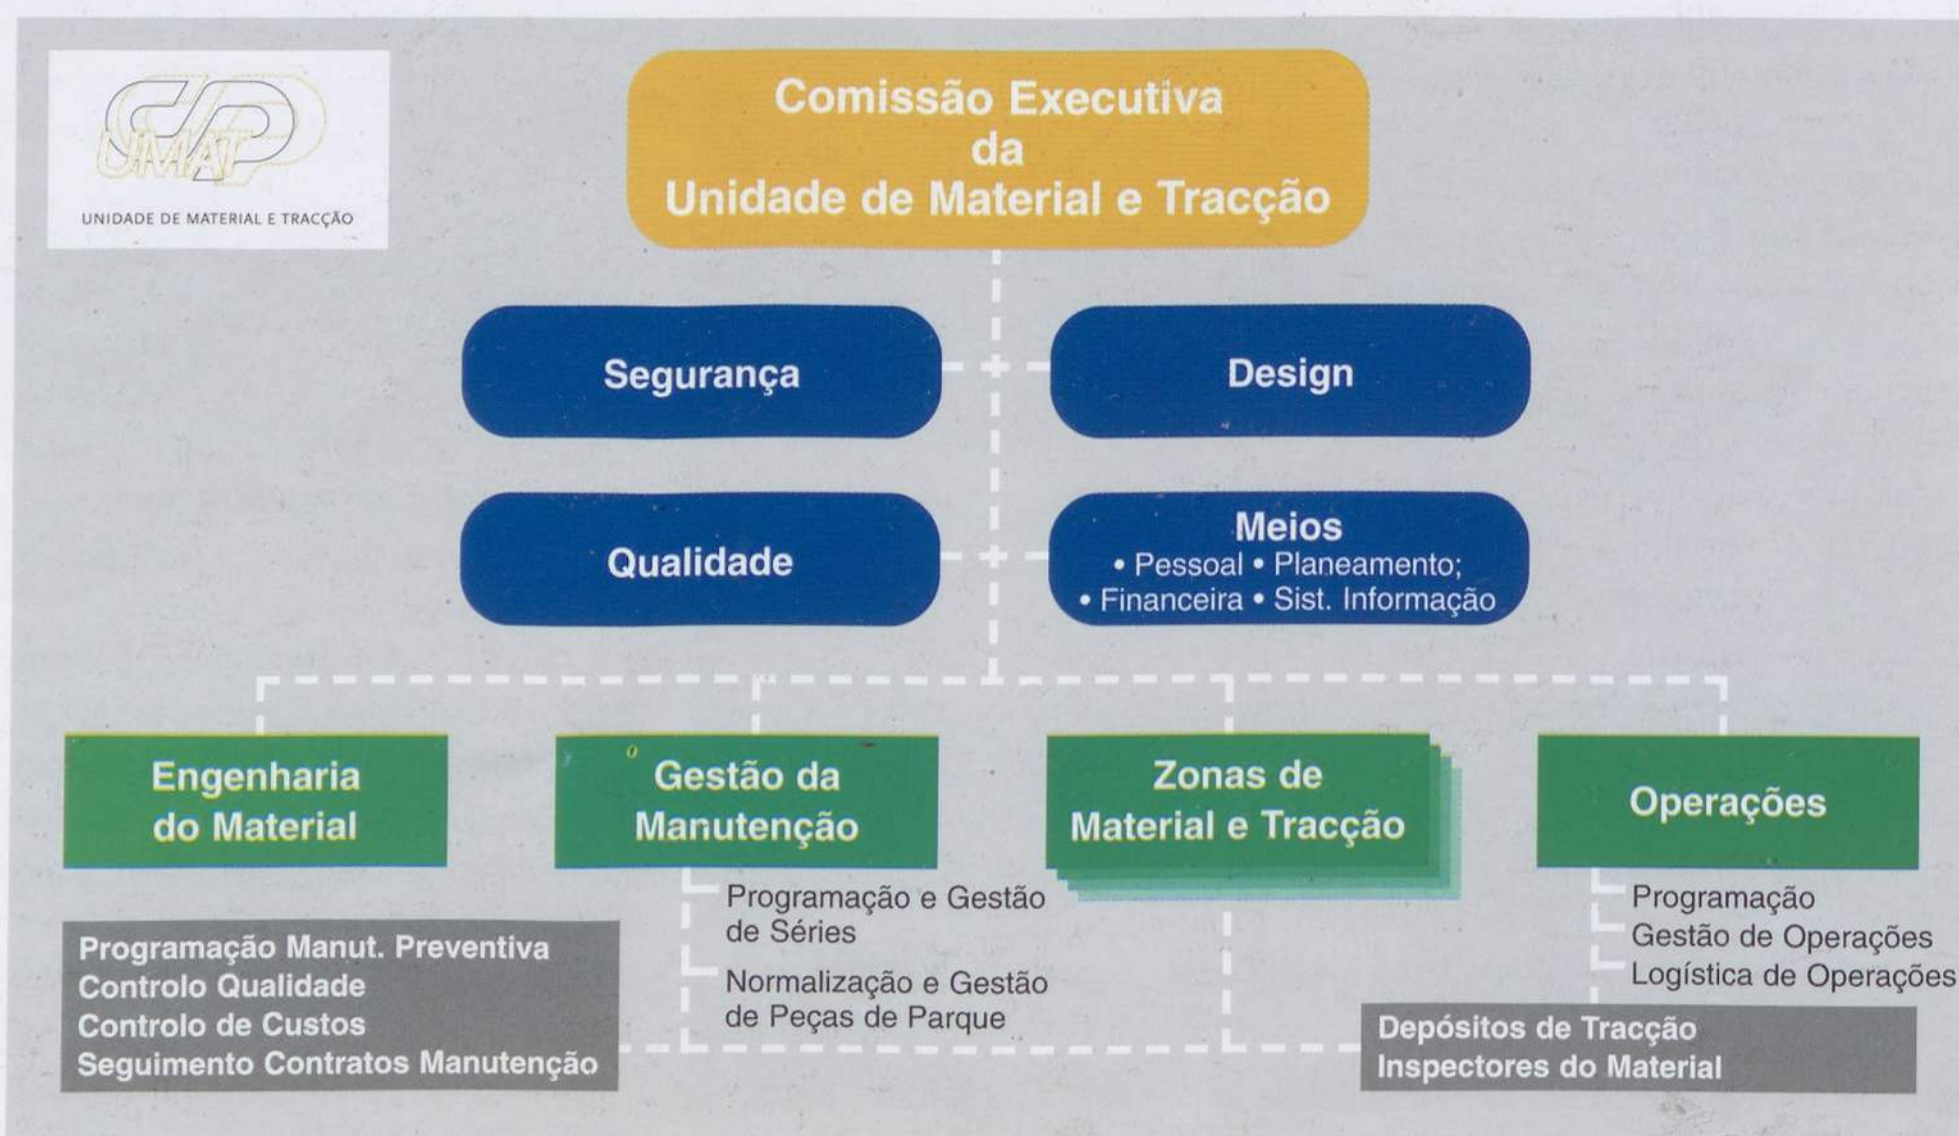 CP
UMAT
UNIDADE DE MATERIAL E TRACÇÃO
Comissão Executiva
da
Unidade de Material e Tracção
Segurança
Design
Qualidade
Meios
• Pessoal • Planeamento;
• Financeira • Sist. Informação
Engenharia
do Material
Gestão da
Manutenção
Zonas de
Material e Tracção
Operações
Programação e Gestão
de Séries
Normalização e Gestão
de Peças de Parque
Programação
Gestão de Operações
Logística de Operações
Programação Manut. Preventiva
Controlo Qualidade
Controlo de Custos
Seguimento Contratos Manutenção
Depósitos de Tracção
Inspectores do Material